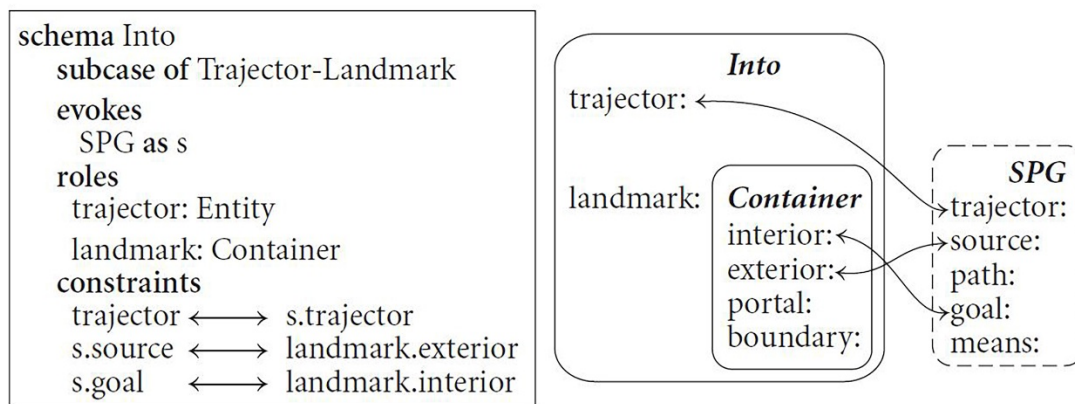 schema Into
subcase of Trajector-Landmark
evokes
SPG as s
roles
trajector: Entity
landmark: Container
constraints
trajector ⟷ s.trajector
s.source ⟷ landmark.exterior
s.goal ⟷ landmark.interior
Into
trajector:
landmark:
Container
interior:
exterior:
portal:
boundary:
SPG
trajector:
source:
path:
goal:
means: